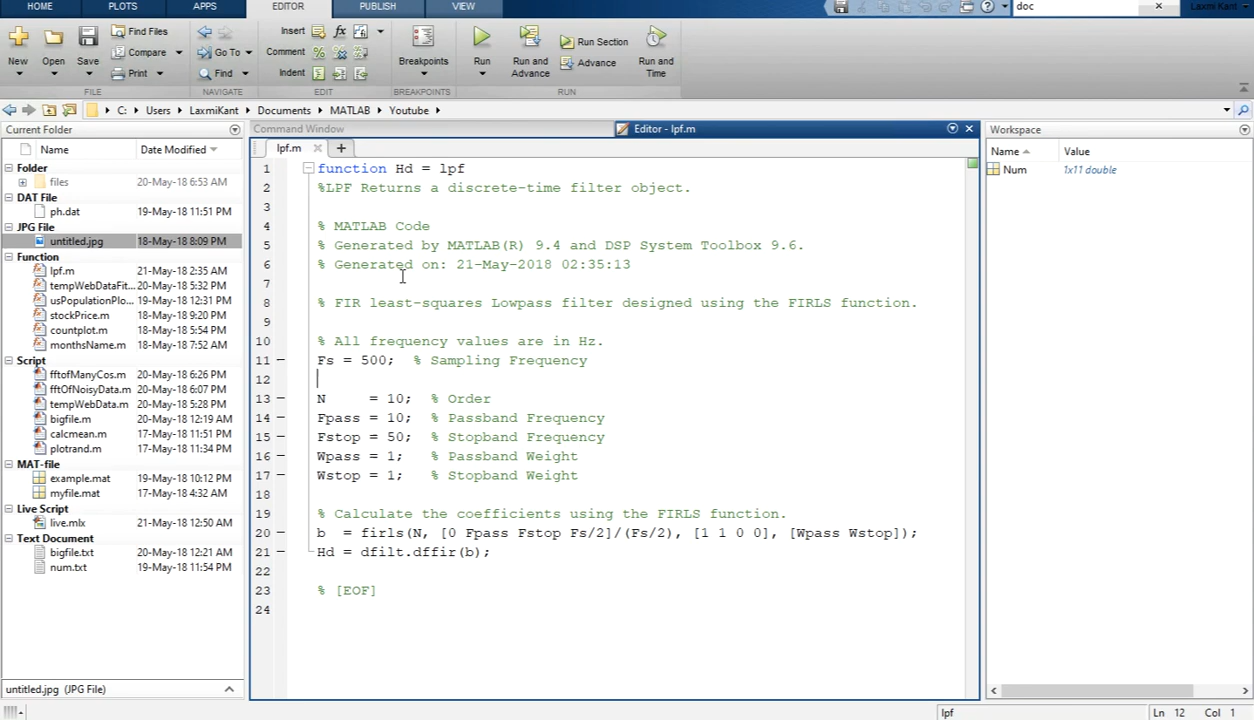 HOME PLOTS APPS EDITOR PUBLISH VIEW doc Laxmi Kant
New Open Save Find Files Compare Print Go To Find Insert Comment Indent fx Breakpoints Run Run and Advance Run Section Advance Run and Time
FILE NAVIGATE EDIT BREAKPOINTS RUN
C: Users LaxmiKant Documents MATLAB Youtube
Current Folder
Name Date Modified
Folder
files 20-May-18 6:53 AM
DAT File
ph.dat 19-May-18 11:51 PM
JPG File
untitled.jpg 18-May-18 8:09 PM
Function
lpf.m 21-May-18 2:35 AM
tempWebDataFit... 20-May-18 5:32 PM
usPopulationPlo... 19-May-18 12:31 PM
stockPrice.m 18-May-18 9:20 PM
countplot.m 18-May-18 5:54 PM
monthsName.m 18-May-18 7:52 AM
Script
fftofManyCos.m 20-May-18 6:26 PM
fftOfNoisyData.m 20-May-18 6:07 PM
tempWebData.m 20-May-18 5:28 PM
bigfile.m 20-May-18 12:19 AM
calcmean.m 17-May-18 11:51 PM
plotrand.m 17-May-18 11:34 PM
MAT-file
example.mat 19-May-18 10:12 PM
myfile.mat 17-May-18 4:32 AM
Live Script
live.mlx 21-May-18 12:50 AM
Text Document
bigfile.txt 20-May-18 12:21 AM
num.txt 19-May-18 11:54 PM
untitled.jpg (JPG File)
Command Window
Editor - lpf.m
lpf.m
1 function Hd = lpf
2 %LPF Returns a discrete-time filter object.
3
4 % MATLAB Code
5 % Generated by MATLAB(R) 9.4 and DSP System Toolbox 9.6.
6 % Generated on: 21-May-2018 02:35:13
7
8 % FIR least-squares Lowpass filter designed using the FIRLS function.
9
10 % All frequency values are in Hz.
11 Fs = 500; % Sampling Frequency
12
13 N = 10; % Order
14 Fpass = 10; % Passband Frequency
15 Fstop = 50; % Stopband Frequency
16 Wpass = 1; % Passband Weight
17 Wstop = 1; % Stopband Weight
18
19 % Calculate the coefficients using the FIRLS function.
20 b = firls(N, [0 Fpass Fstop Fs/2]/(Fs/2), [1 1 0 0], [Wpass Wstop]);
21 Hd = dfilt.dffir(b);
22
23 % [EOF]
24
Workspace
Name Value
Num 1x11 double
lpf Ln 12 Col 1